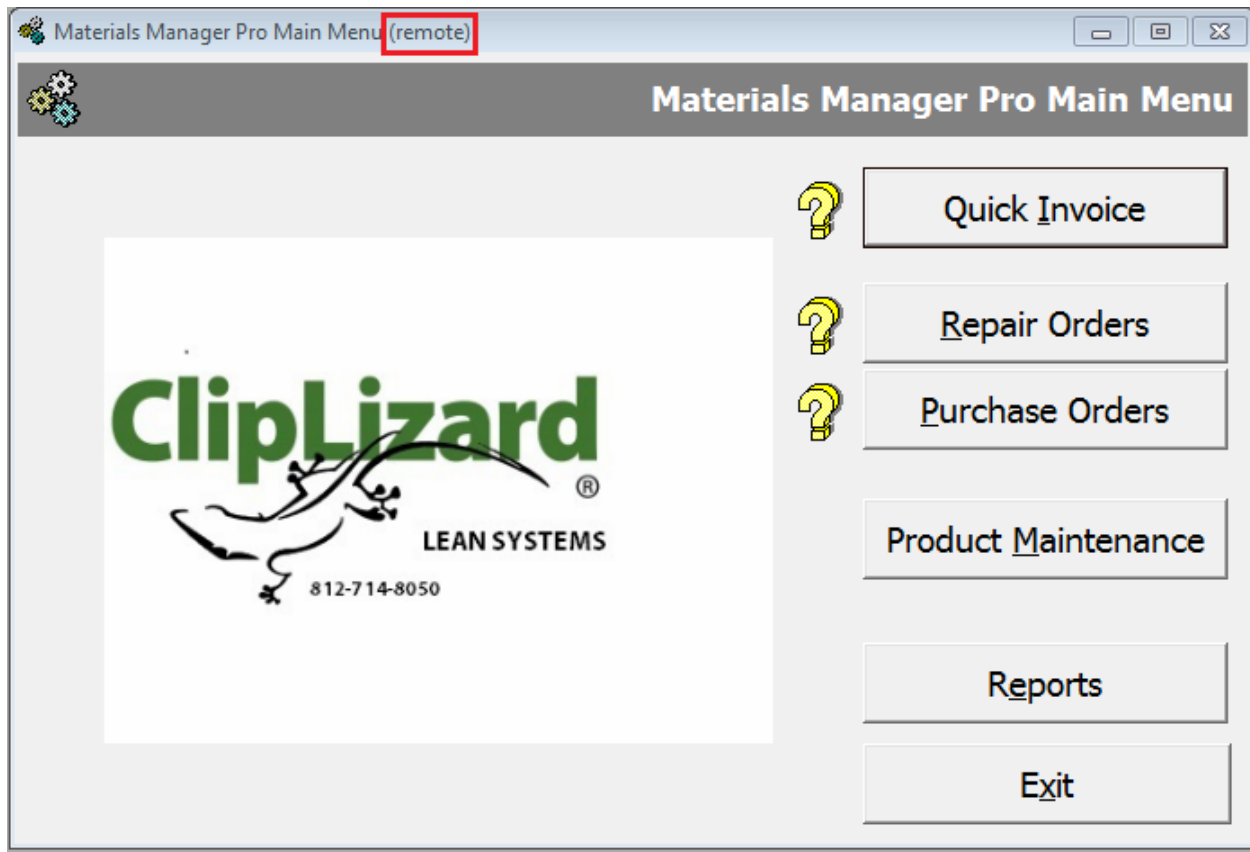 Materials Manager Pro Main Menu (remote)
Materials Manager Pro Main Menu
Quick Invoice
Repair Orders
Purchase Orders
Product Maintenance
Reports
Exit
ClipLizard
®
LEAN SYSTEMS
812-714-8050